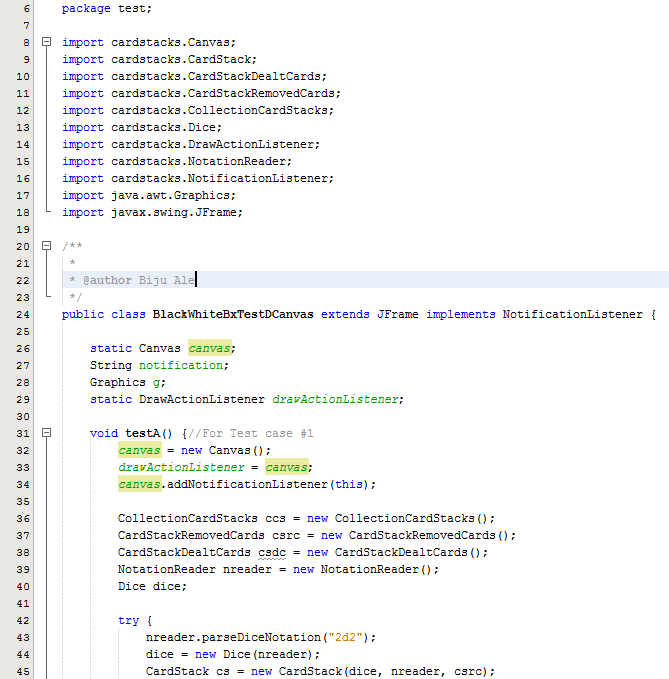 6 package test;
7
8 import cardstacks.Canvas;
9 import cardstacks.CardStack;
10 import cardstacks.CardStackDealtCards;
11 import cardstacks.CardStackRemovedCards;
12 import cardstacks.CollectionCardStacks;
13 import cardstacks.Dice;
14 import cardstacks.DrawActionListener;
15 import cardstacks.NotationReader;
16 import cardstacks.NotificationListener;
17 import java.awt.Graphics;
18 import javax.swing.JFrame;
19
20 /**
21 *
22 * @author Biju Ale
23 */
24 public class BlackWhiteBxTestDCanvas extends JFrame implements NotificationListener {
25
26 static Canvas canvas;
27 String notification;
28 Graphics g;
29 static DrawActionListener drawActionListener;
30
31 void testA() {//For Test case #1
32 canvas = new Canvas();
33 drawActionListener = canvas;
34 canvas.addNotificationListener(this);
35
36 CollectionCardStacks ccs = new CollectionCardStacks();
37 CardStackRemovedCards csrc = new CardStackRemovedCards();
38 CardStackDealtCards csdc = new CardStackDealtCards();
39 NotationReader nreader = new NotationReader();
40 Dice dice;
41
42 try {
43 nreader.parseDiceNotation("2d2");
44 dice = new Dice(nreader);
45 CardStack cs = new CardStack(dice, nreader, csrc);